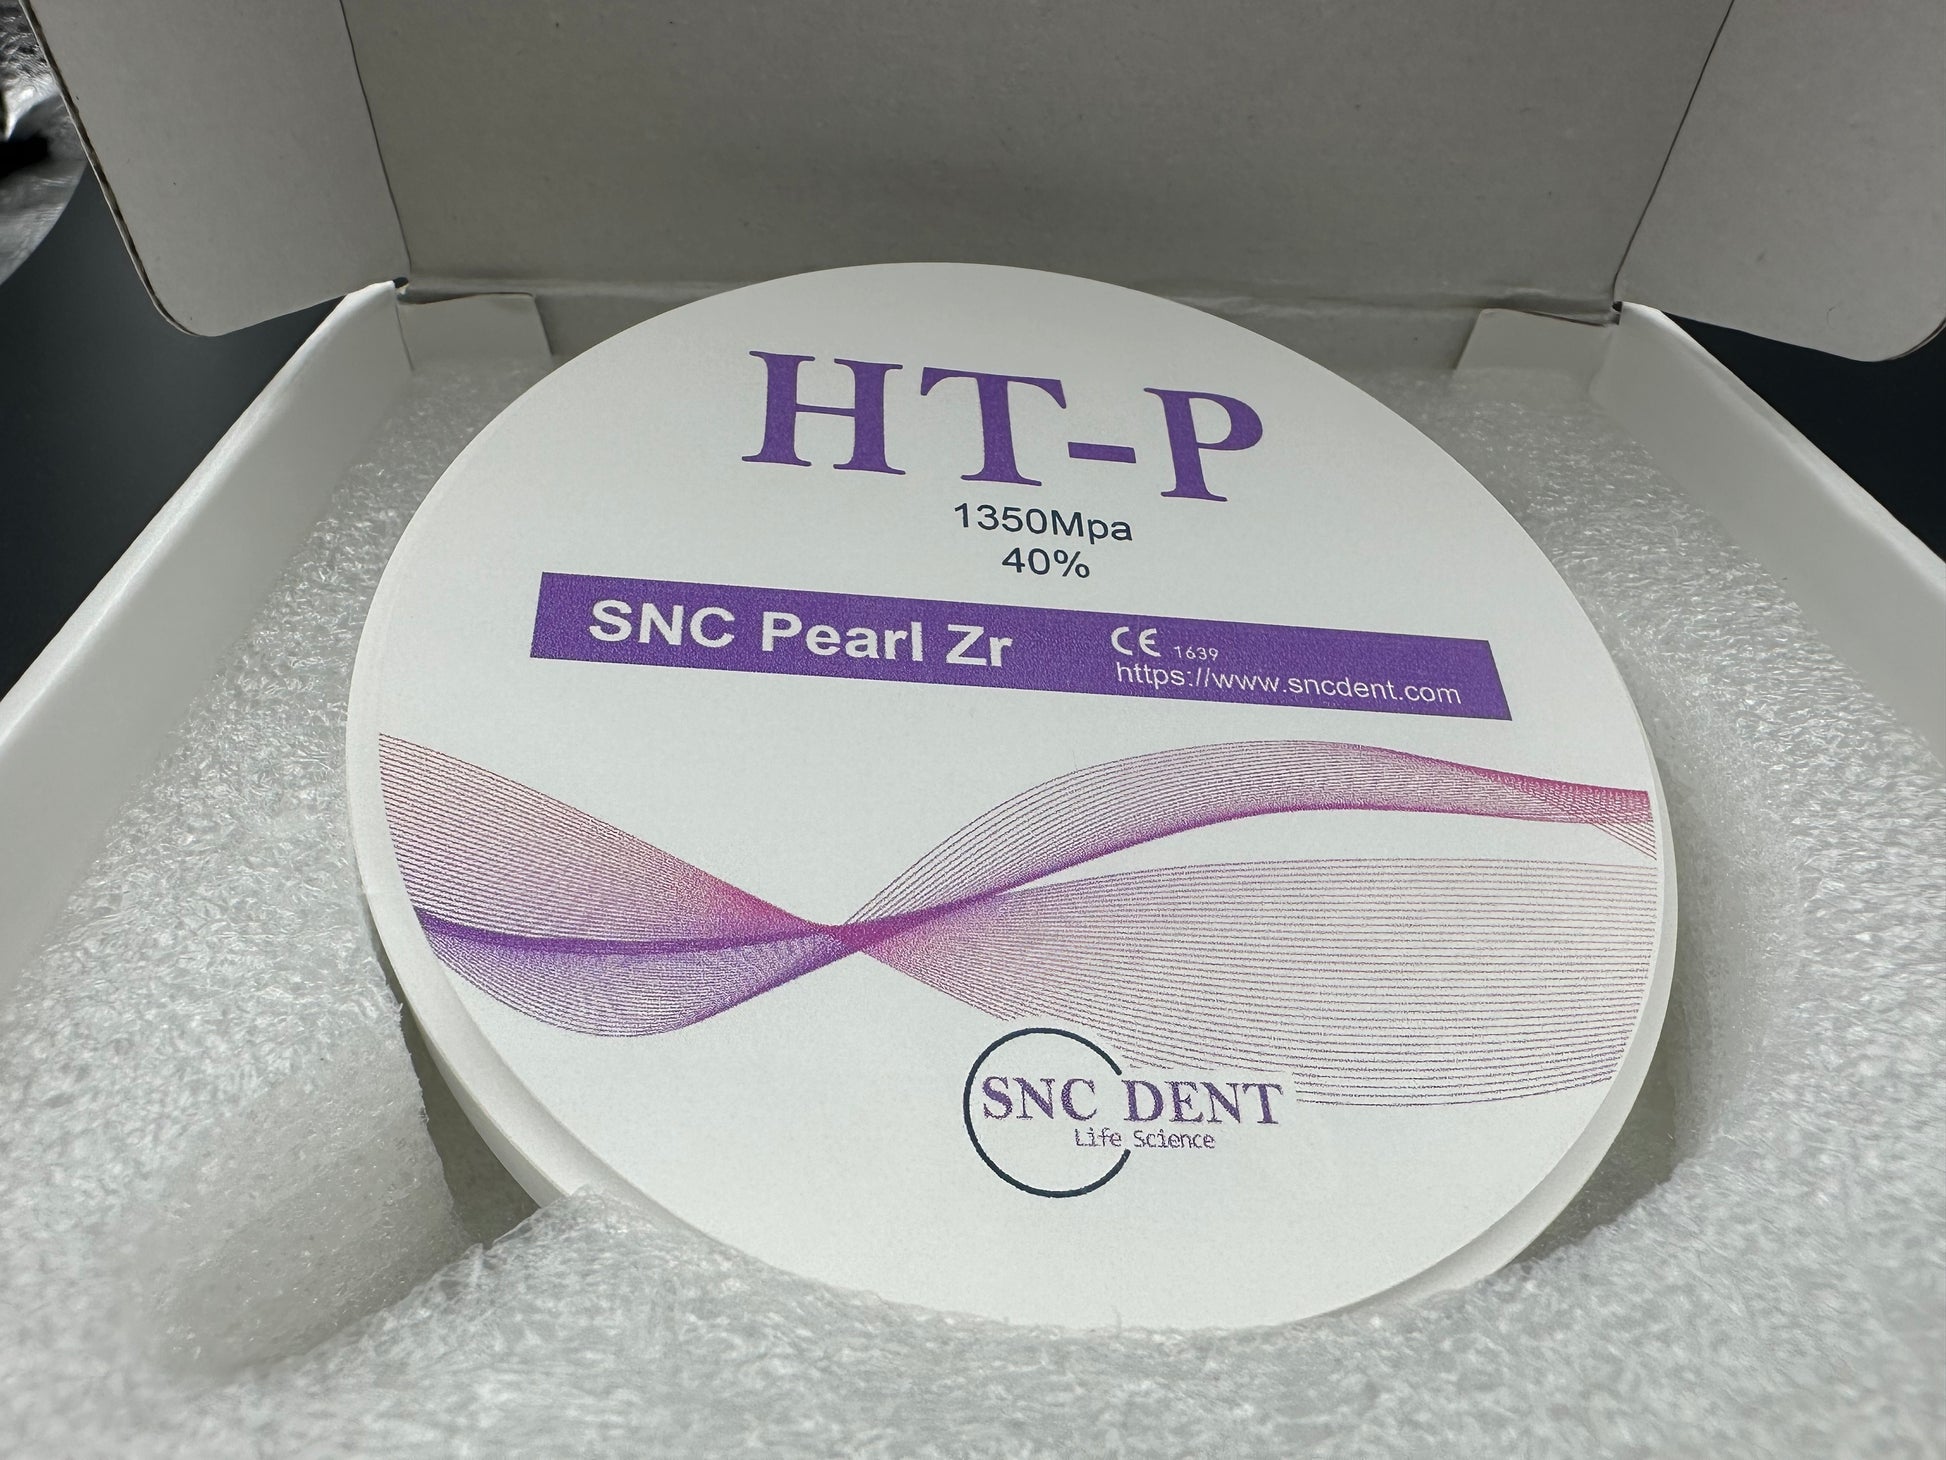 HT-P
1350Mpa
40%
SNC Pearl Zr
CE 1639
https://www.sncdent.com
SNC DENT
Life Science